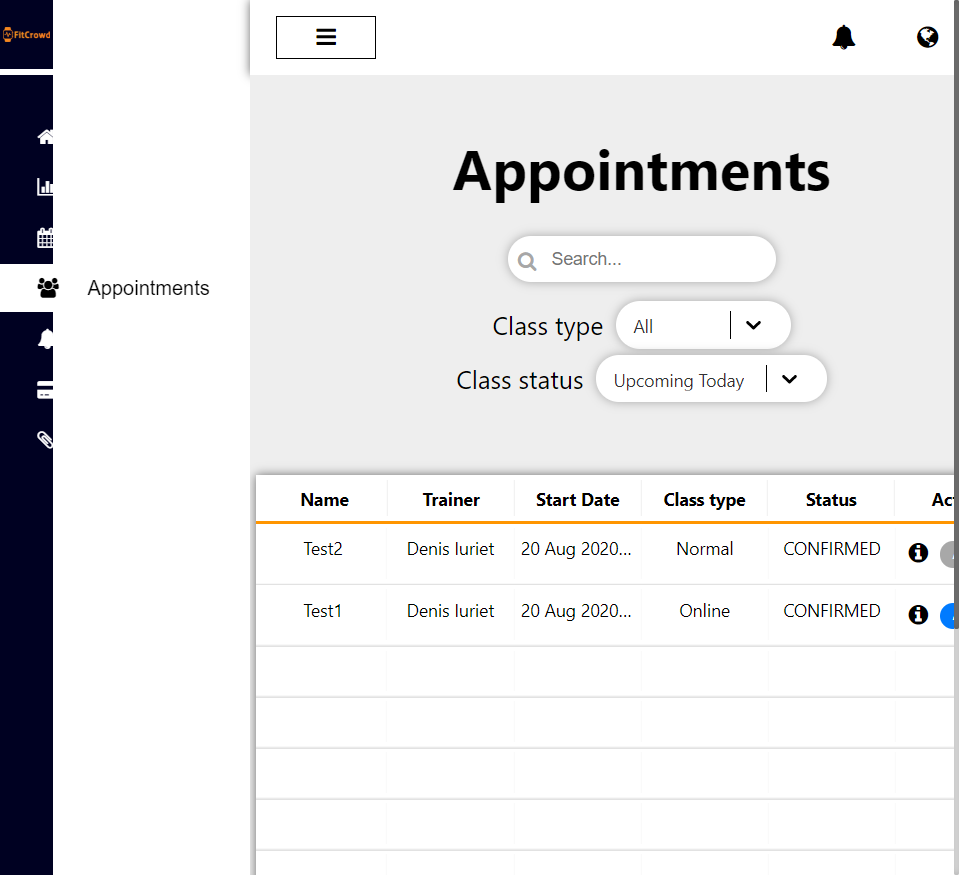 FitCrowd
Appointments
Appointments
Search...
Class type All
Class status Upcoming Today
Name Trainer Start Date Class type Status
Test2 Denis Iuriet 20 Aug 2020... Normal CONFIRMED
Test1 Denis Iuriet 20 Aug 2020... Online CONFIRMED